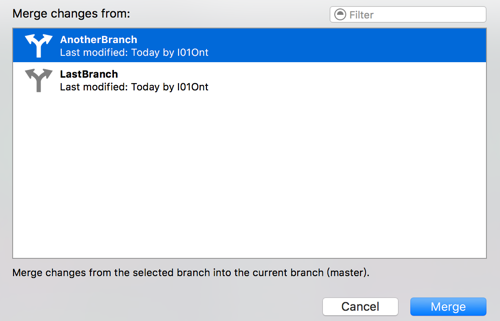 Merge changes from:
Filter
AnotherBranch
Last modified: Today by I01Ont
LastBranch
Last modified: Today by I01Ont
Merge changes from the selected branch into the current branch (master).
Cancel
Merge